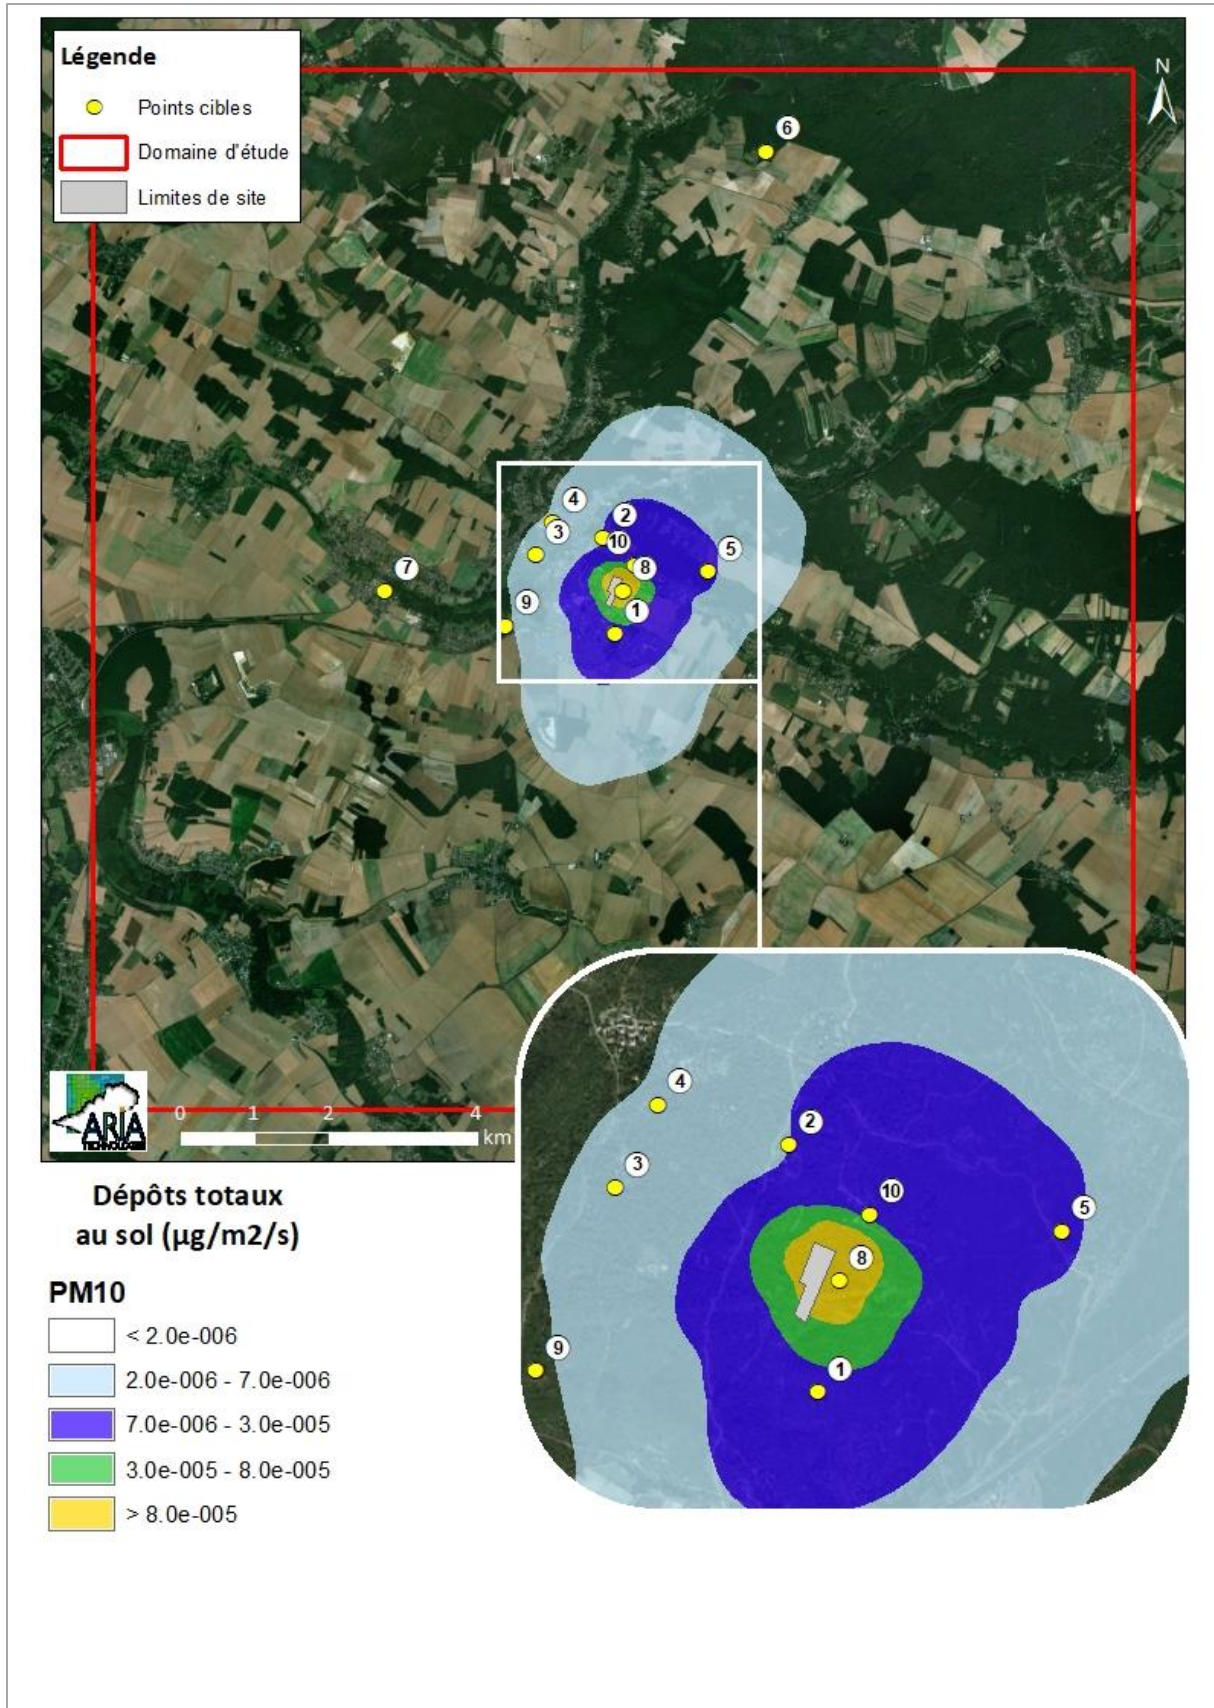 Légende
Points cibles
Domaine d'étude
Limites de site
N
6
4
2
3
10
5
8
7
9
1
0 1 2 4
km
ARIA
TECHNOLOGIES
4
2
3
10
5
8
9
1
Dépôts totaux
au sol (µg/m2/s)
PM10
< 2.0e-006
2.0e-006 - 7.0e-006
7.0e-006 - 3.0e-005
3.0e-005 - 8.0e-005
> 8.0e-005